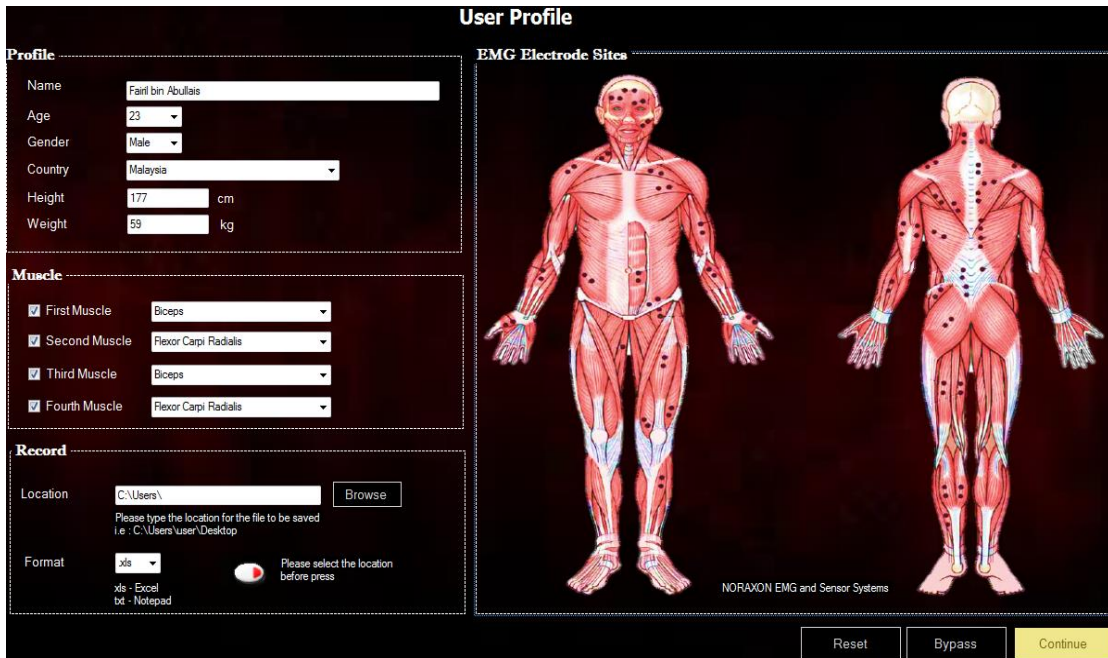 User Profile
Profile
Name Fairil bin Abullais
Age 23
Gender Male
Country Malaysia
Height 177 cm
Weight 59 kg
Muscle
First Muscle Biceps
Second Muscle Flexor Carpi Radialis
Third Muscle Biceps
Fourth Muscle Flexor Carpi Radialis
Record
Location C:\Users\ Browse
Please type the location for the file to be saved
i.e : C:\Users\user\Desktop
Format xls
Please select the location
before press
xls - Excel
txt - Notepad
EMG Electrode Sites
NORAXON EMG and Sensor Systems
Reset Bypass Continue